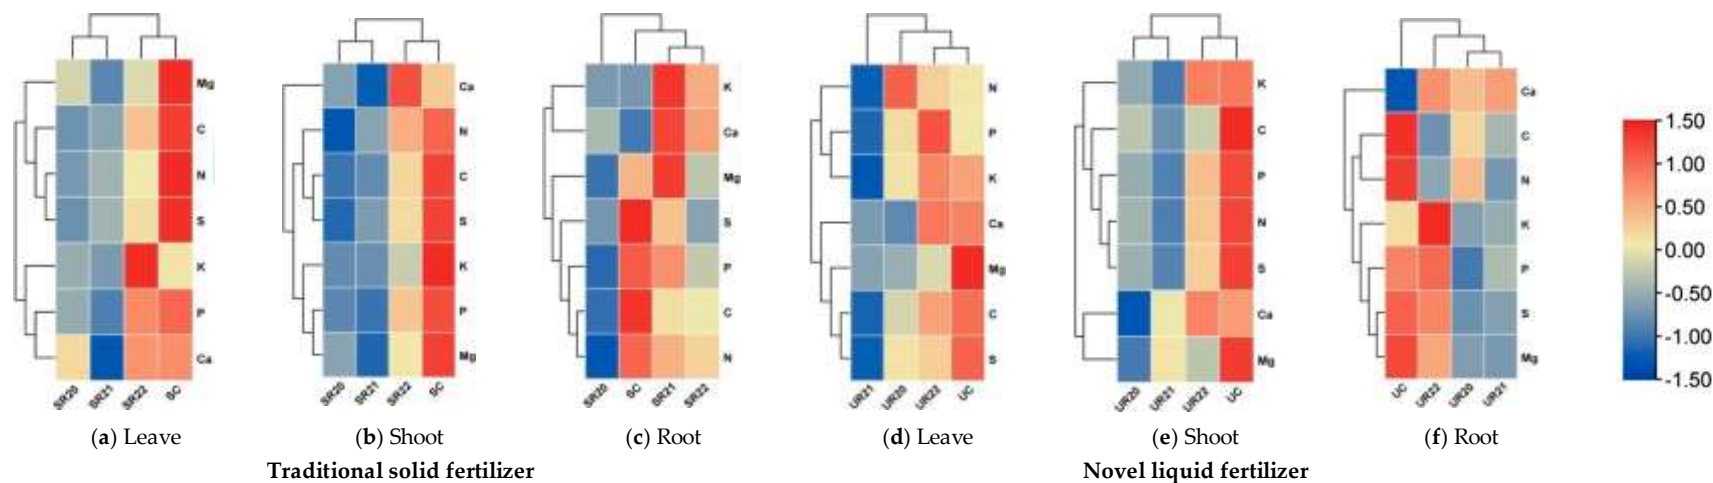 Mg
C
N
S
K
P
Ca
SR20
SR21
SR22
SC
(a) Leave
Ca
N
C
S
K
P
Mg
SR20
SR21
SR22
SC
(b) Shoot
K
Ca
Mg
S
P
C
N
SR20
SC
SR21
SR22
(c) Root
Traditional solid fertilizer
N
P
K
Ca
Mg
C
S
UR21
UR20
UR22
UC
(d) Leave
K
C
P
N
S
Ca
Mg
UR20
UR21
UR22
UC
(e) Shoot
Ca
C
N
K
P
S
Mg
UC
UR22
UR20
UR21
(f) Root
Novel liquid fertilizer
1.50
1.00
0.50
0.00
-0.50
-1.00
-1.50